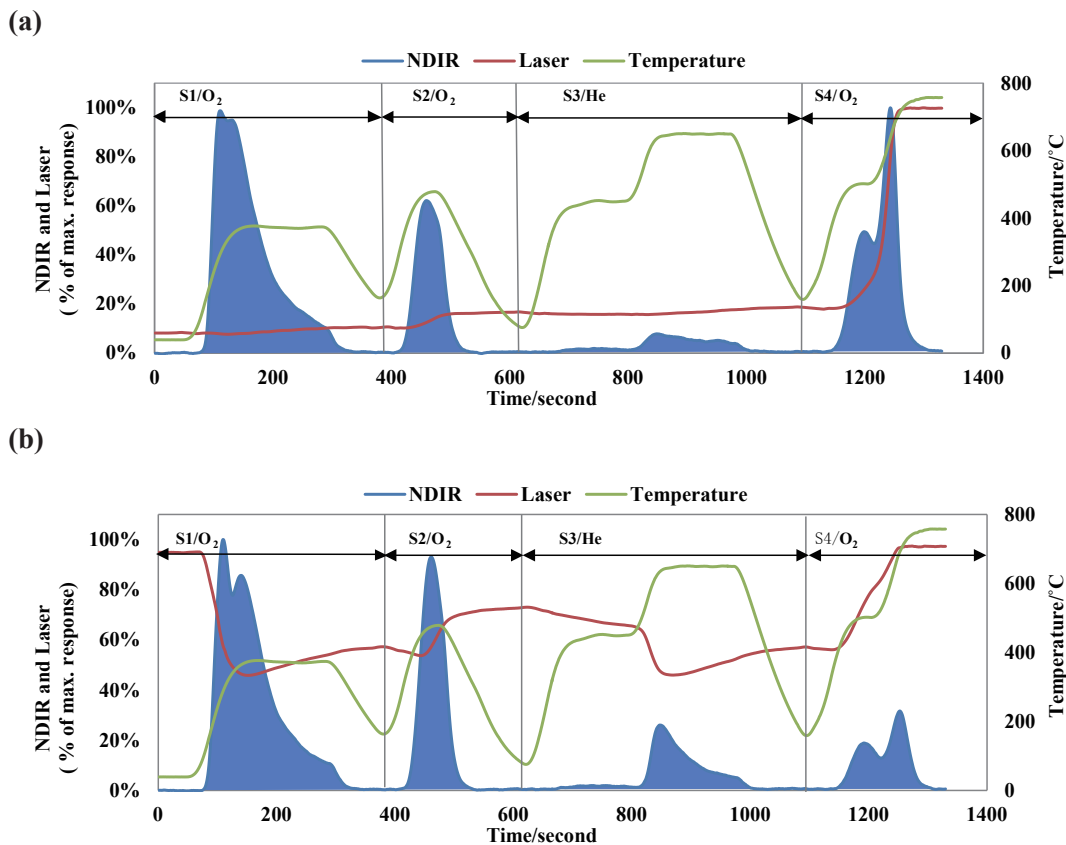 (a)
NDIR Laser Temperature
S1/O2 S2/O2 S3/He S4/O2
100%
80%
60%
40%
20%
0%
NDIR and Laser
( % of max. response)
800
600
400
200
0
Temperature/°C
0 200 400 600 800 1000 1200 1400
Time/second
(b)
NDIR Laser Temperature
S1/O2 S2/O2 S3/He S4/O2
100%
80%
60%
40%
20%
0%
NDIR and Laser
( % of max. response)
800
600
400
200
0
Temperature/°C
0 200 400 600 800 1000 1200 1400
Time/second